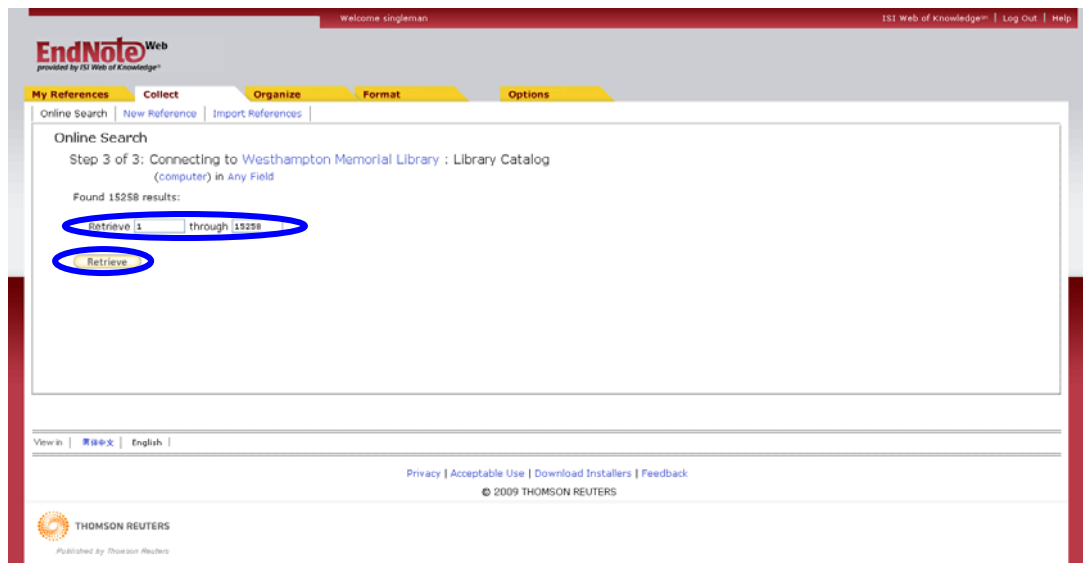 Welcome singleman
ISI Web of Knowledge℠ | Log Out | Help
EndNote Web
provided by ISI Web of Knowledge℠
My References Collect Organize Format Options
Online Search | New Reference | Import References |
Online Search
Step 3 of 3: Connecting to Westhampton Memorial Library : Library Catalog
(computer) in Any Field
Found 15258 results:
Retrieve 1 through 15258
Retrieve
View in | 简体中文 | English |
Privacy | Acceptable Use | Download Installers | Feedback
© 2009 THOMSON REUTERS
THOMSON REUTERS
Published by Thomson Reuters